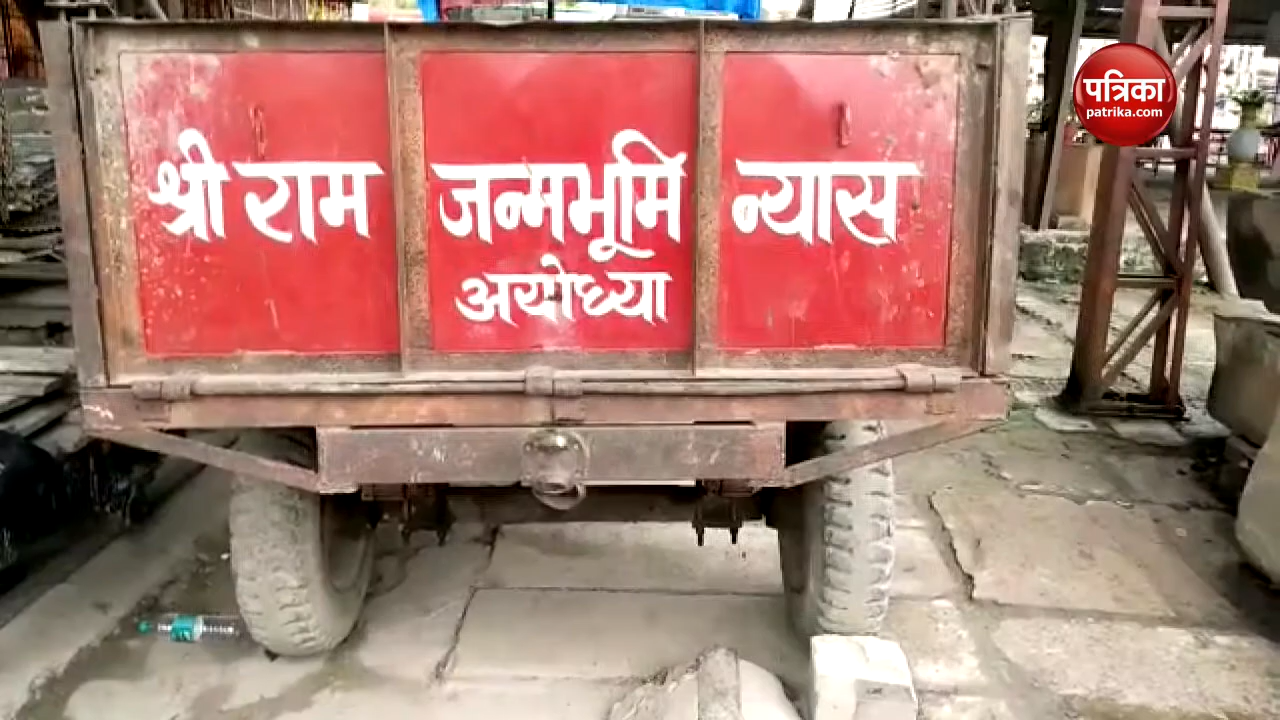 श्री राम जन्मभूमि न्यास
अयोध्या
पत्रिका
patrika.com